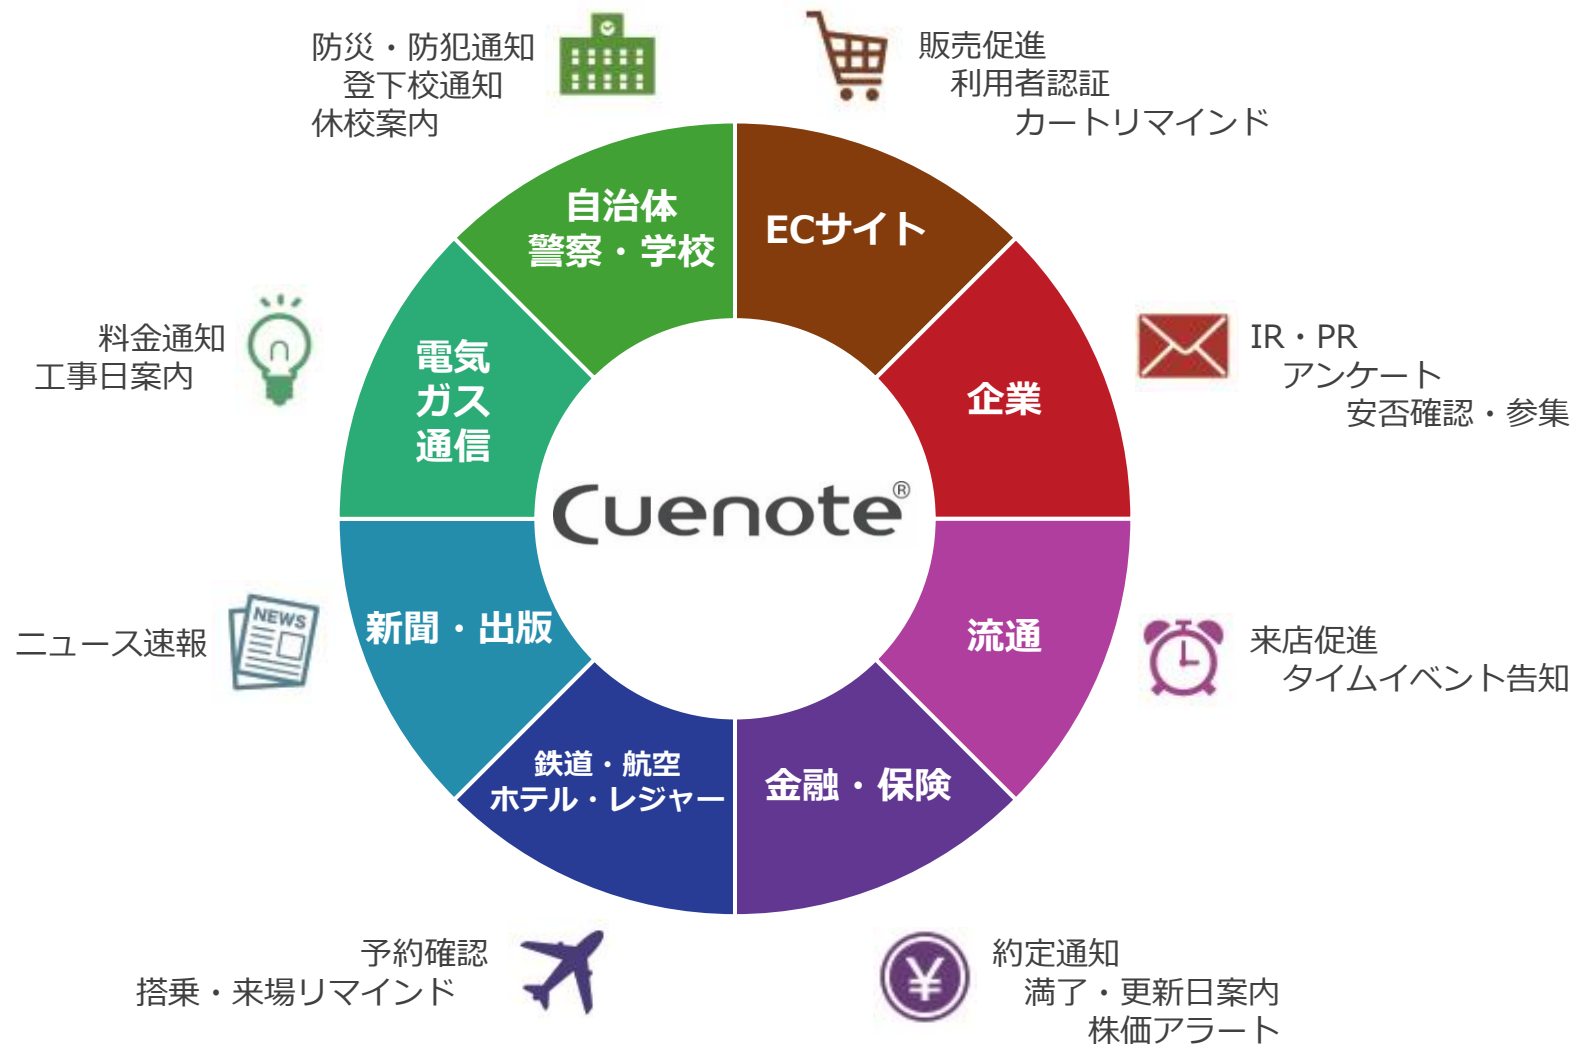 防災・防犯通知
登下校通知
休校案内
販売促進
利用者認証
カートリマインド
自治体
警察・学校
ECサイト
料金通知
工事日案内
電気
ガス
通信
企業
IR・PR
アンケート
安否確認・参集
Cuenote®
ニュース速報
NEWS
新聞・出版
流通
来店促進
タイムイベント告知
鉄道・航空
ホテル・レジャー
金融・保険
予約確認
搭乗・来場リマインド
¥
約定通知
満了・更新日案内
株価アラート